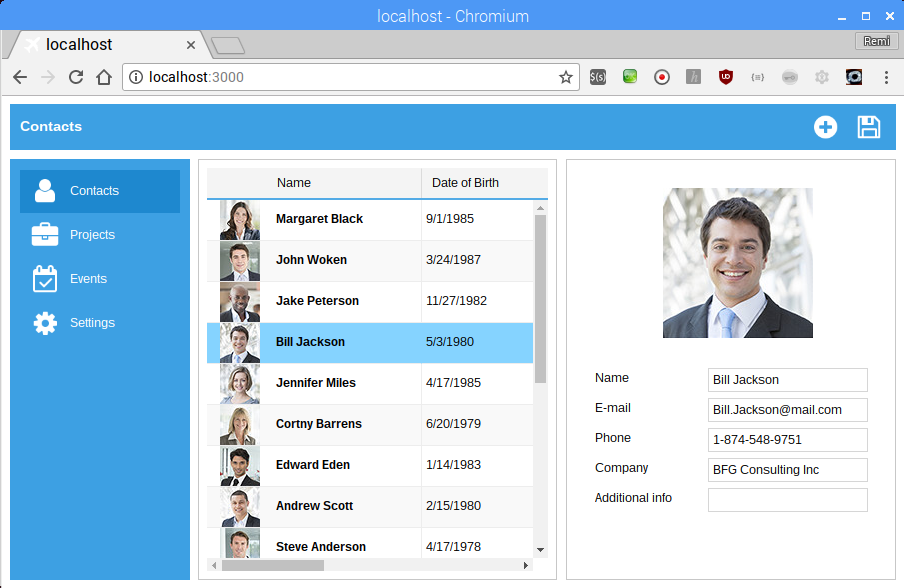 localhost - Chromium
localhost
Remi
localhost:3000
$(s)
h
Contacts
Contacts
Projects
Events
Settings
Name Date of Birth
Margaret Black 9/1/1985
John Woken 3/24/1987
Jake Peterson 11/27/1982
Bill Jackson 5/3/1980
Jennifer Miles 4/17/1985
Cortny Barrens 6/20/1979
Edward Eden 1/14/1983
Andrew Scott 2/15/1980
Steve Anderson 4/17/1978
Name Bill Jackson
E-mail Bill.Jackson@mail.com
Phone 1-874-548-9751
Company BFG Consulting Inc
Additional info